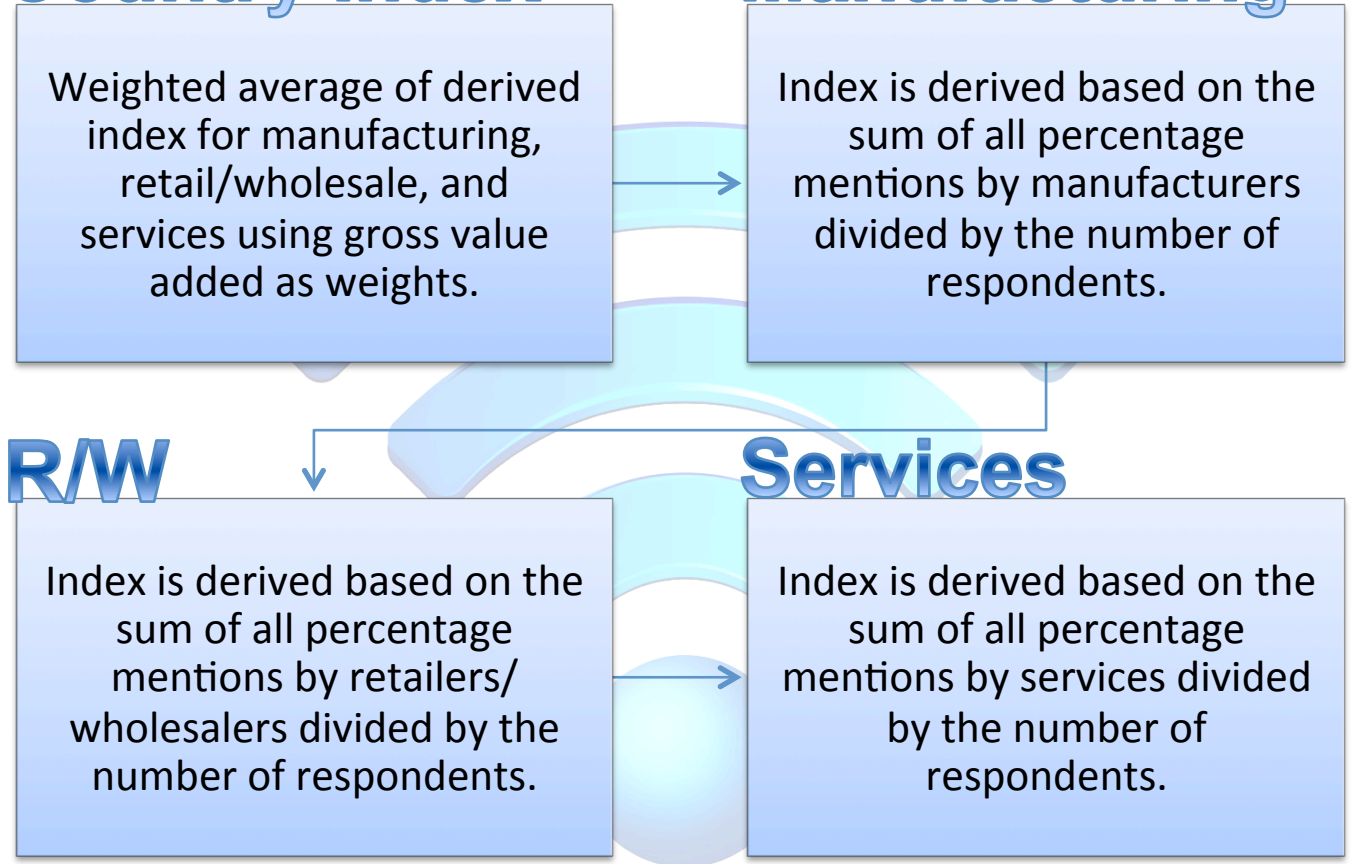 Country Index
Manufacturing
Weighted average of derived
index for manufacturing,
retail/wholesale, and
services using gross value
added as weights.
Index is derived based on the
sum of all percentage
mentions by manufacturers
divided by the number of
respondents.
R/W
Services
Index is derived based on the
sum of all percentage
mentions by retailers/
wholesalers divided by the
number of respondents.
Index is derived based on the
sum of all percentage
mentions by services divided
by the number of
respondents.